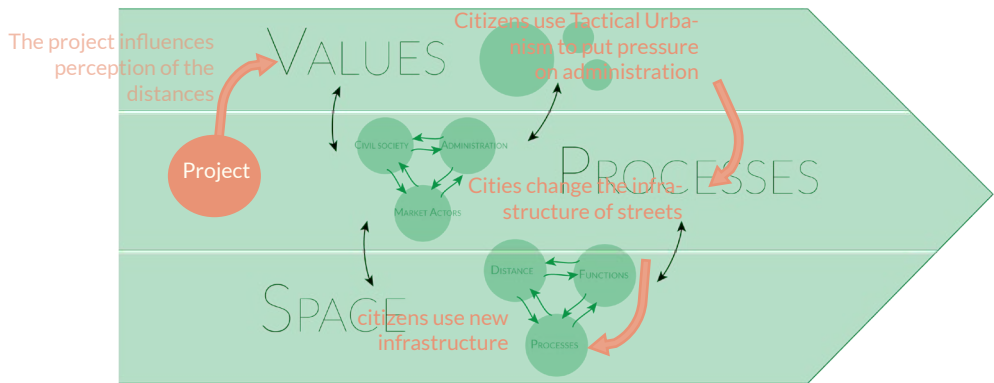 The project influences
perception of the
distances
VALUES
Citizens use Tactical Urba-
nism to put pressure
on administration
Project
CIVIL SOCIETY
ADMINISTRATION
MARKET ACTORS
PROCESSES
Cities change the infra-
structure of streets
SPACE
citizens use new
infrastructure
DISTANCE
FUNCTIONS
PROCESSES